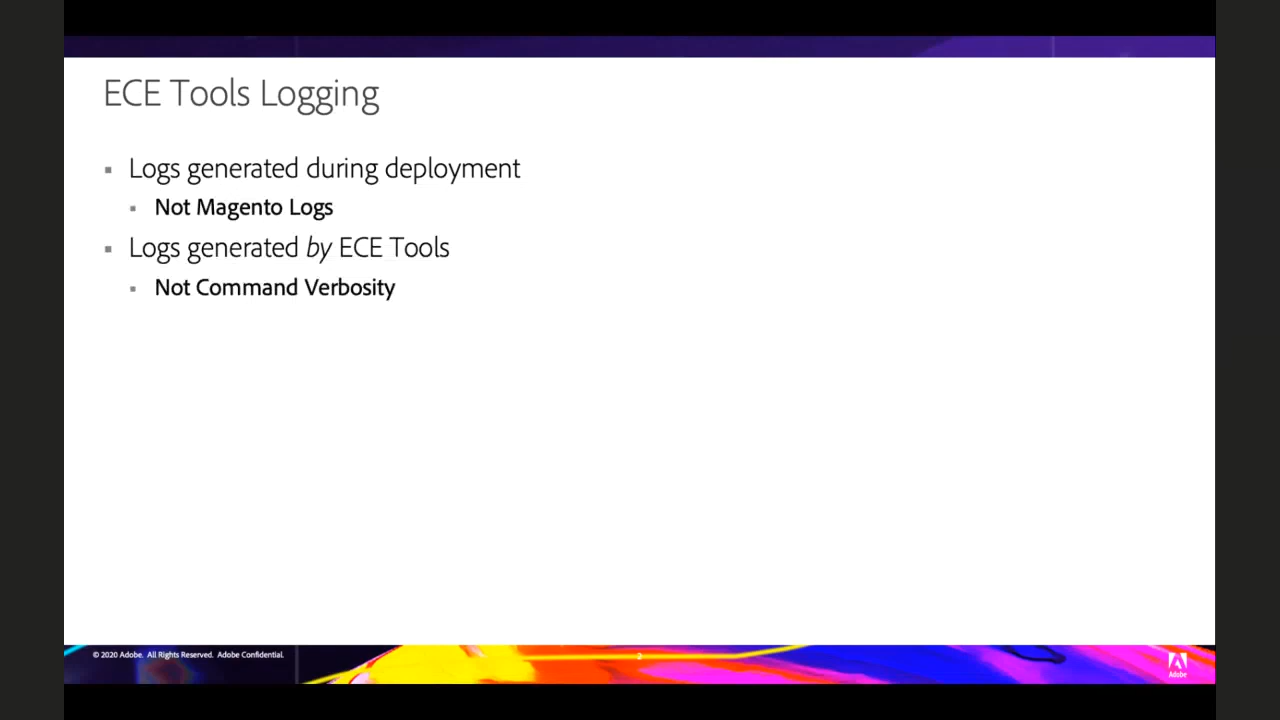 ECE Tools Logging
Logs generated during deployment
Not Magento Logs
Logs generated by ECE Tools
Not Command Verbosity
© 2020 Adobe. All Rights Reserved. Adobe Confidential.
Adobe